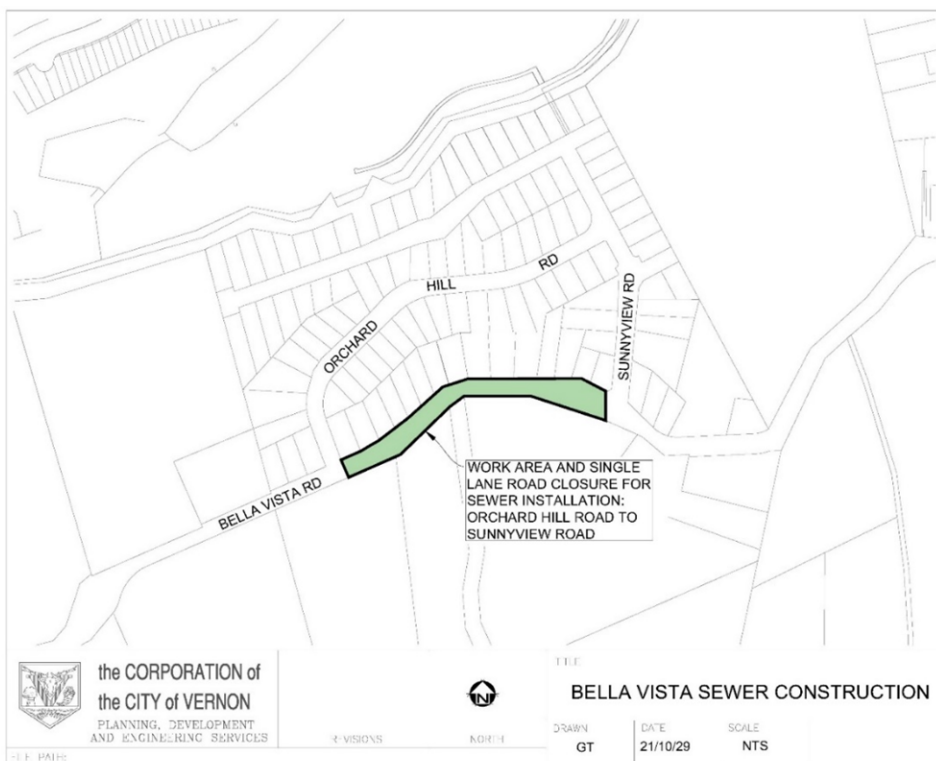 HILL
RD
ORCHARD
SUNNYVIEW RD
BELLA VISTA RD
WORK AREA AND SINGLE
LANE ROAD CLOSURE FOR
SEWER INSTALLATION:
ORCHARD HILL ROAD TO
SUNNYVIEW ROAD
the CORPORATION of
the CITY of VERNON
PLANNING, DEVELOPMENT
AND ENGINEERING SERVICES
REVISIONS
N
NORTH
TITLE
BELLA VISTA SEWER CONSTRUCTION
DRAWN
GT
DATE
21/10/29
SCALE
NTS
FILE PATH: